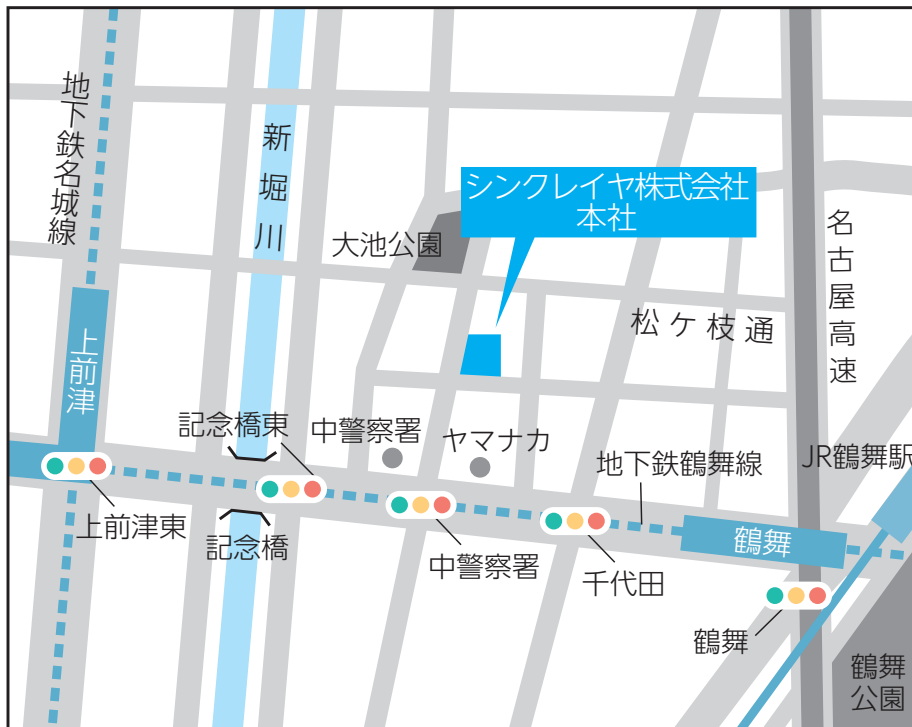 地下鉄名城線
新堀川
シンクレイヤ株式会社
本社
大池公園
名古屋高速
松ケ枝通
上前津
記念橋東
中警察署
ヤマナカ
地下鉄鶴舞線
JR鶴舞駅
上前津東
記念橋
中警察署
千代田
鶴舞
鶴舞
鶴舞
公園